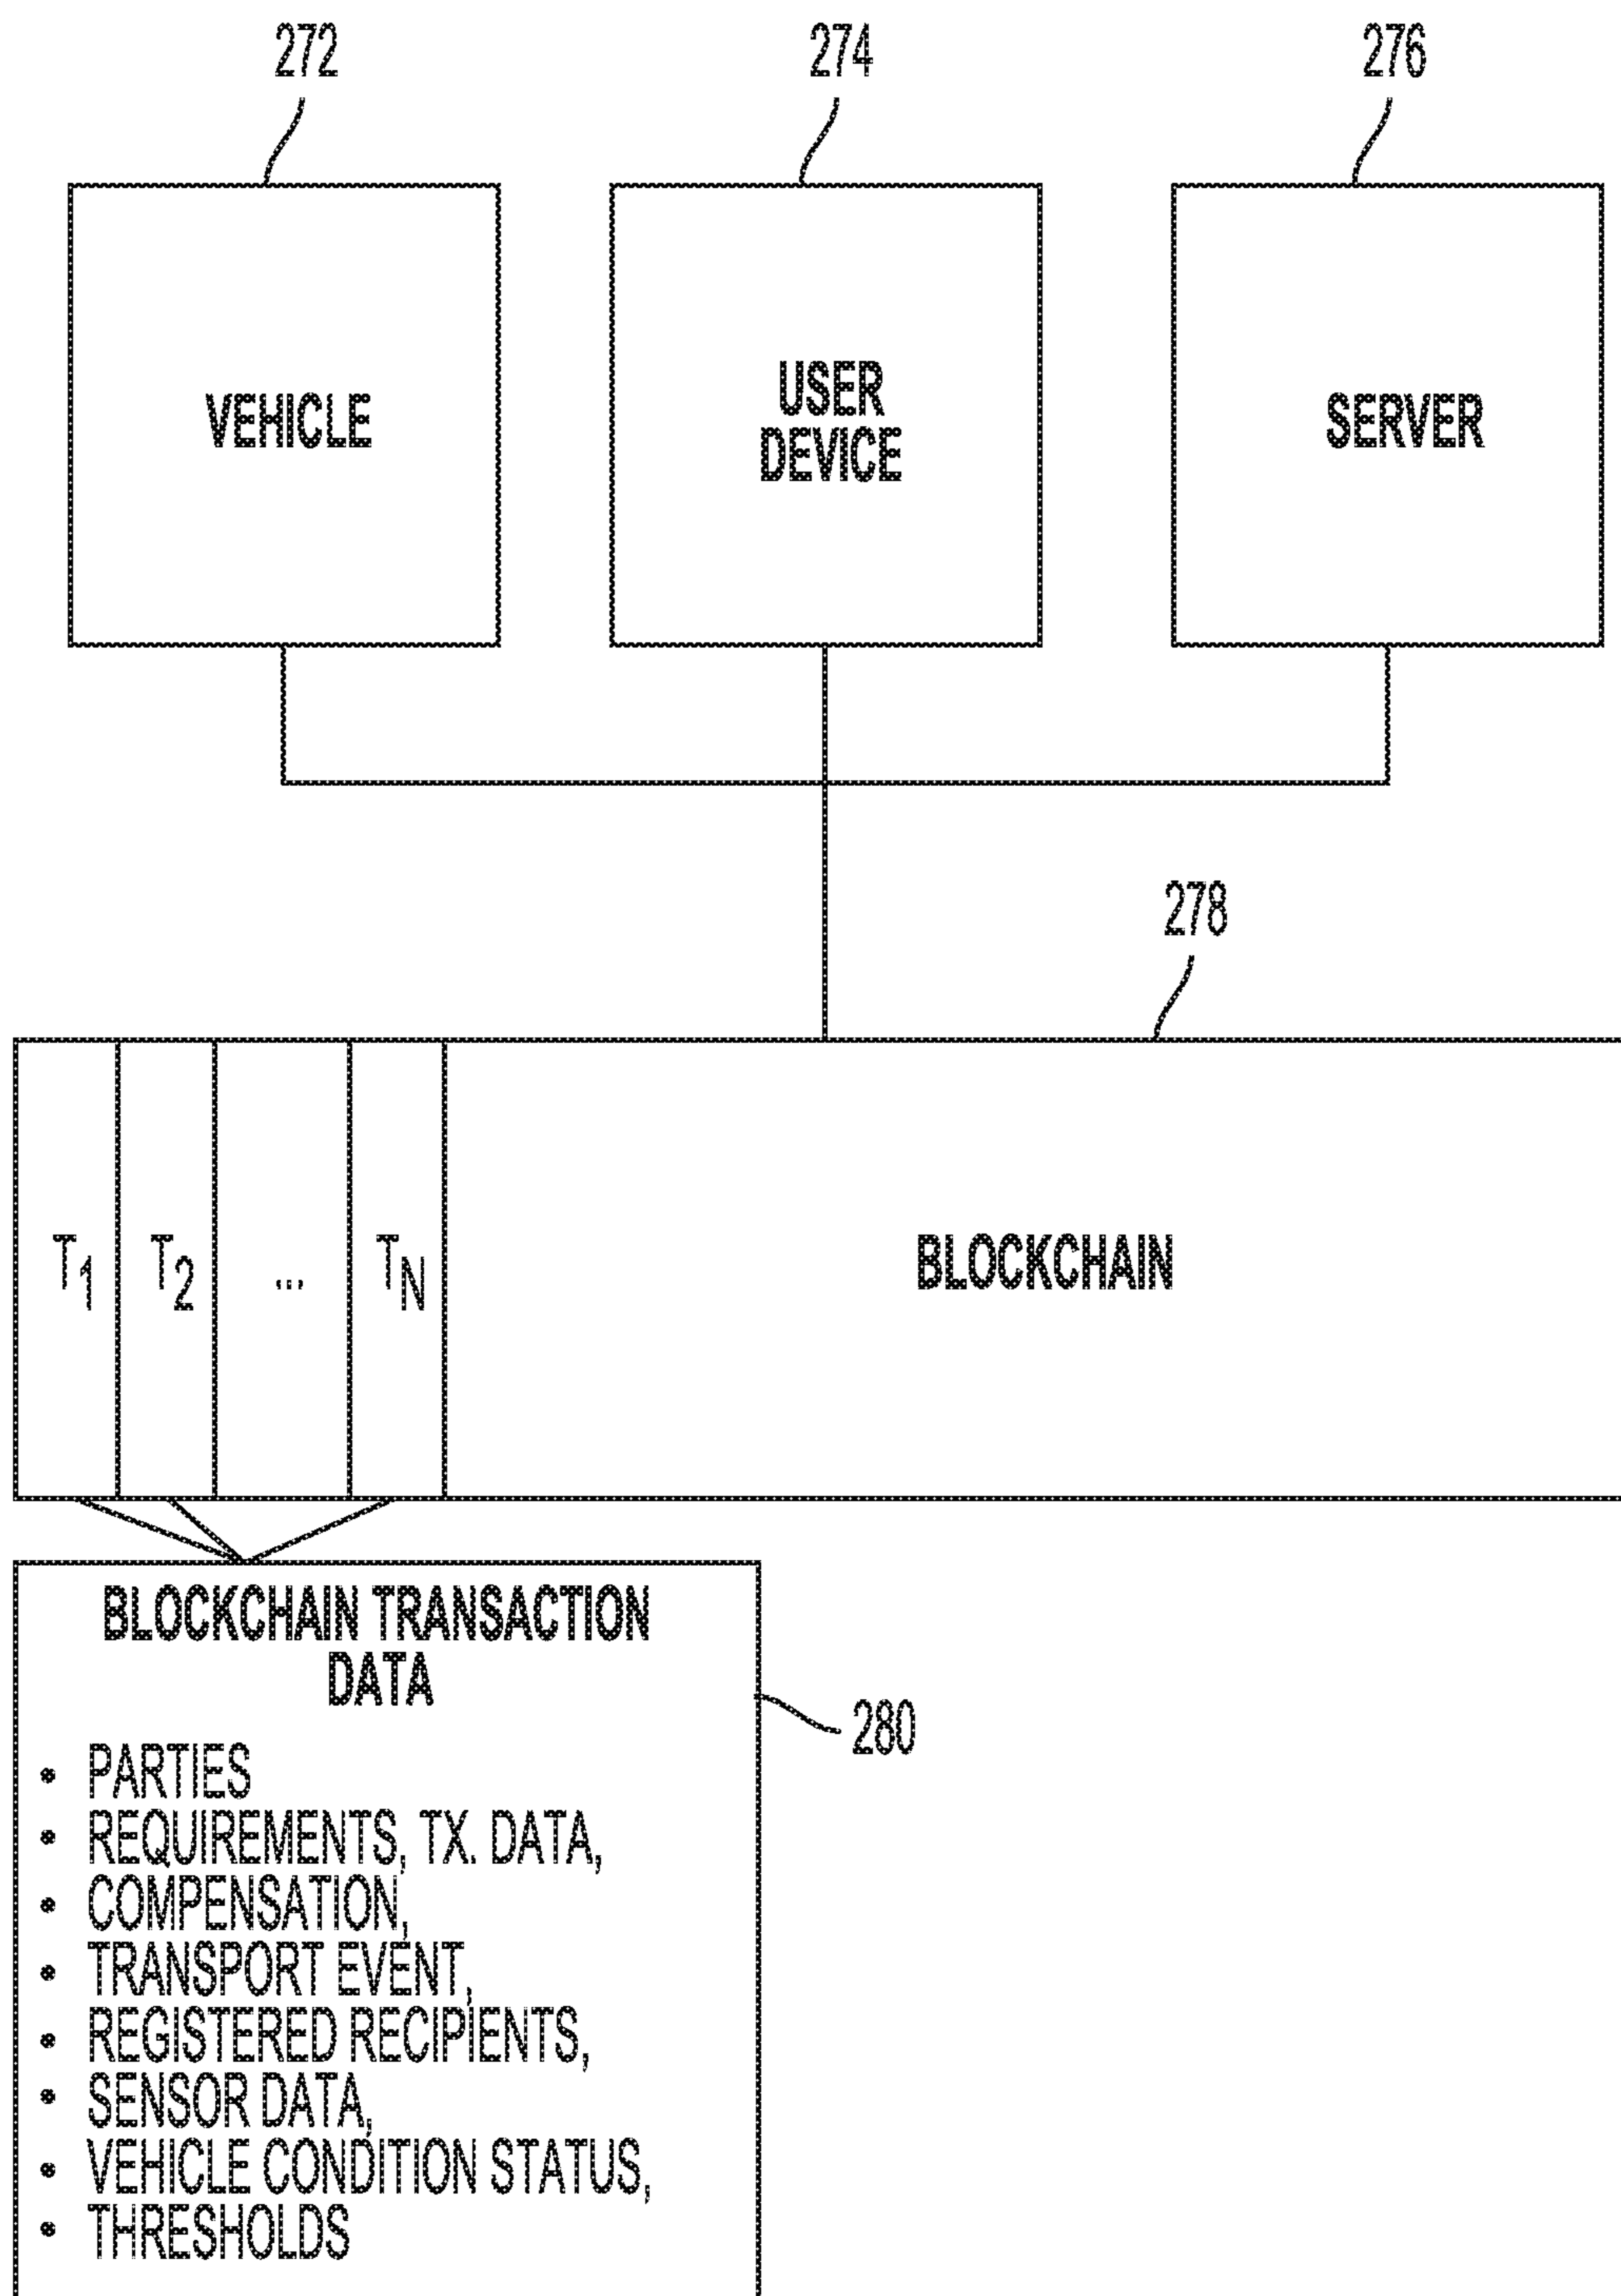 272
274
276
VEHICLE
USER
DEVICE
SERVER
278
T1
T2
...
TN
BLOCKCHAIN
BLOCKCHAIN TRANSACTION
DATA
280
• PARTIES
• REQUIREMENTS, TX. DATA,
• COMPENSATION,
• TRANSPORT EVENT,
• REGISTERED RECIPIENTS,
• SENSOR DATA,
• VEHICLE CONDITION STATUS,
• THRESHOLDS